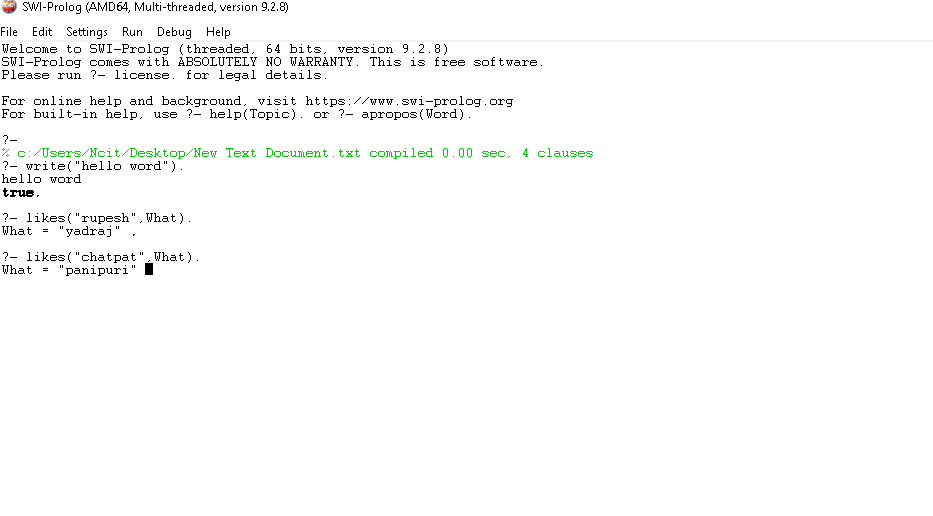 SWI-Prolog (AMD64, Multi-threaded, version 9.2.8)
File Edit Settings Run Debug Help
Welcome to SWI-Prolog (threaded, 64 bits, version 9.2.8)
SWI-Prolog comes with ABSOLUTELY NO WARRANTY. This is free software.
Please run ?- license. for legal details.

For online help and background, visit https://www.swi-prolog.org
For built-in help, use ?- help(Topic). or ?- apropos(Word).

?-
% c:/Users/Ncit/Desktop/New Text Document.txt compiled 0.00 sec, 4 clauses
?- write("hello word").
hello word
true.

?- likes("rupesh",What).
What = "yadraj" .

?- likes("chatpat",What).
What = "panipuri"